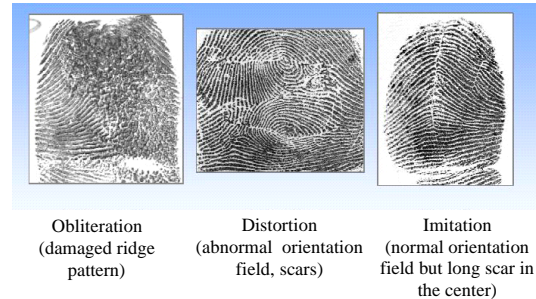 Obliteration
(damaged ridge
pattern)
Distortion
(abnormal orientation
field, scars)
Imitation
(normal orientation
field but long scar in
the center)